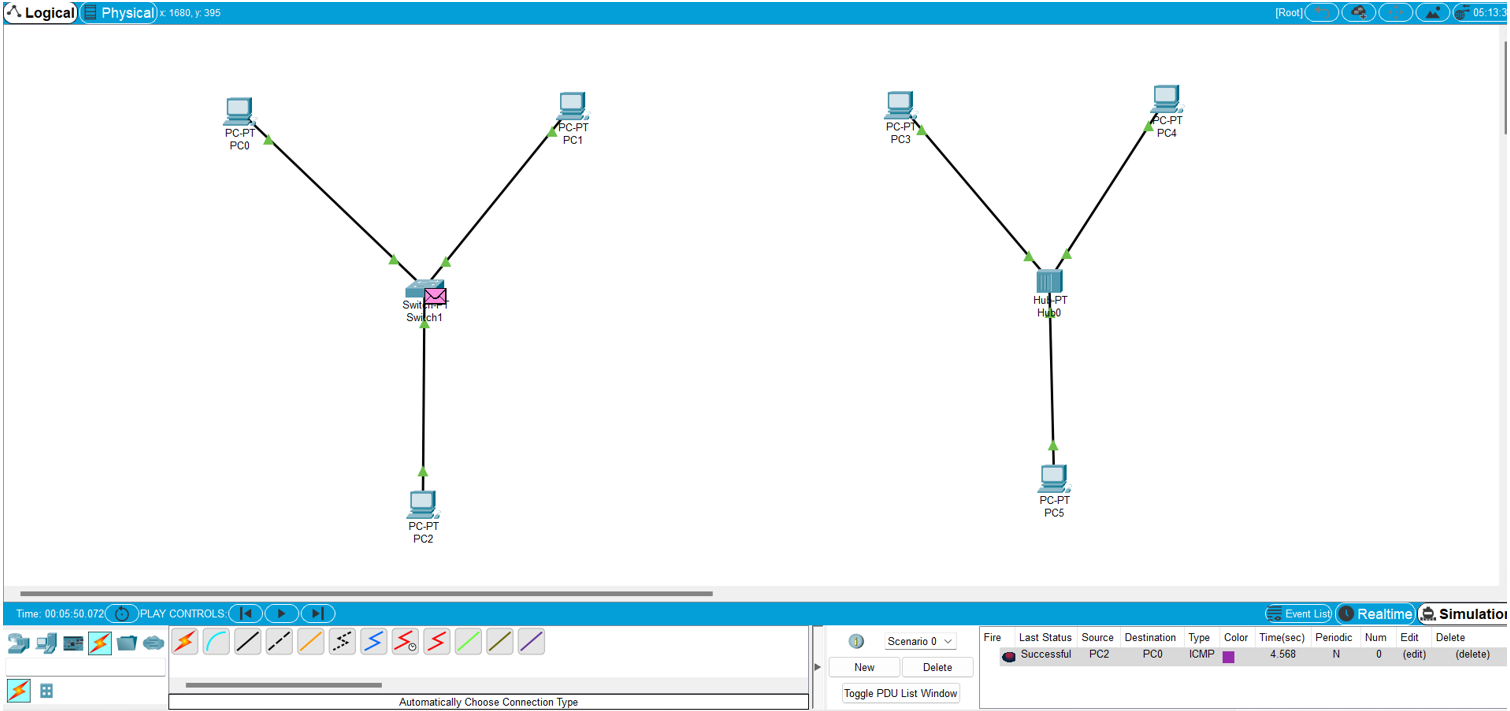 Logical Physical x: 1680, y: 395 [Root] 05:13:3
PC-PT
PC0
PC-PT
PC1
PC-PT
PC3
PC-PT
PC4
Switch-PT
Switch1
Hub-PT
Hub0
PC-PT
PC2
PC-PT
PC5
Time: 00:05:50.072 PLAY CONTROLS: Event List Realtime Simulation
Scenario 0
New Delete
Toggle PDU List Window
Fire Last Status Source Destination Type Color Time(sec) Periodic Num Edit Delete
Successful PC2 PC0 ICMP 4.568 N 0 (edit) (delete)
Automatically Choose Connection Type